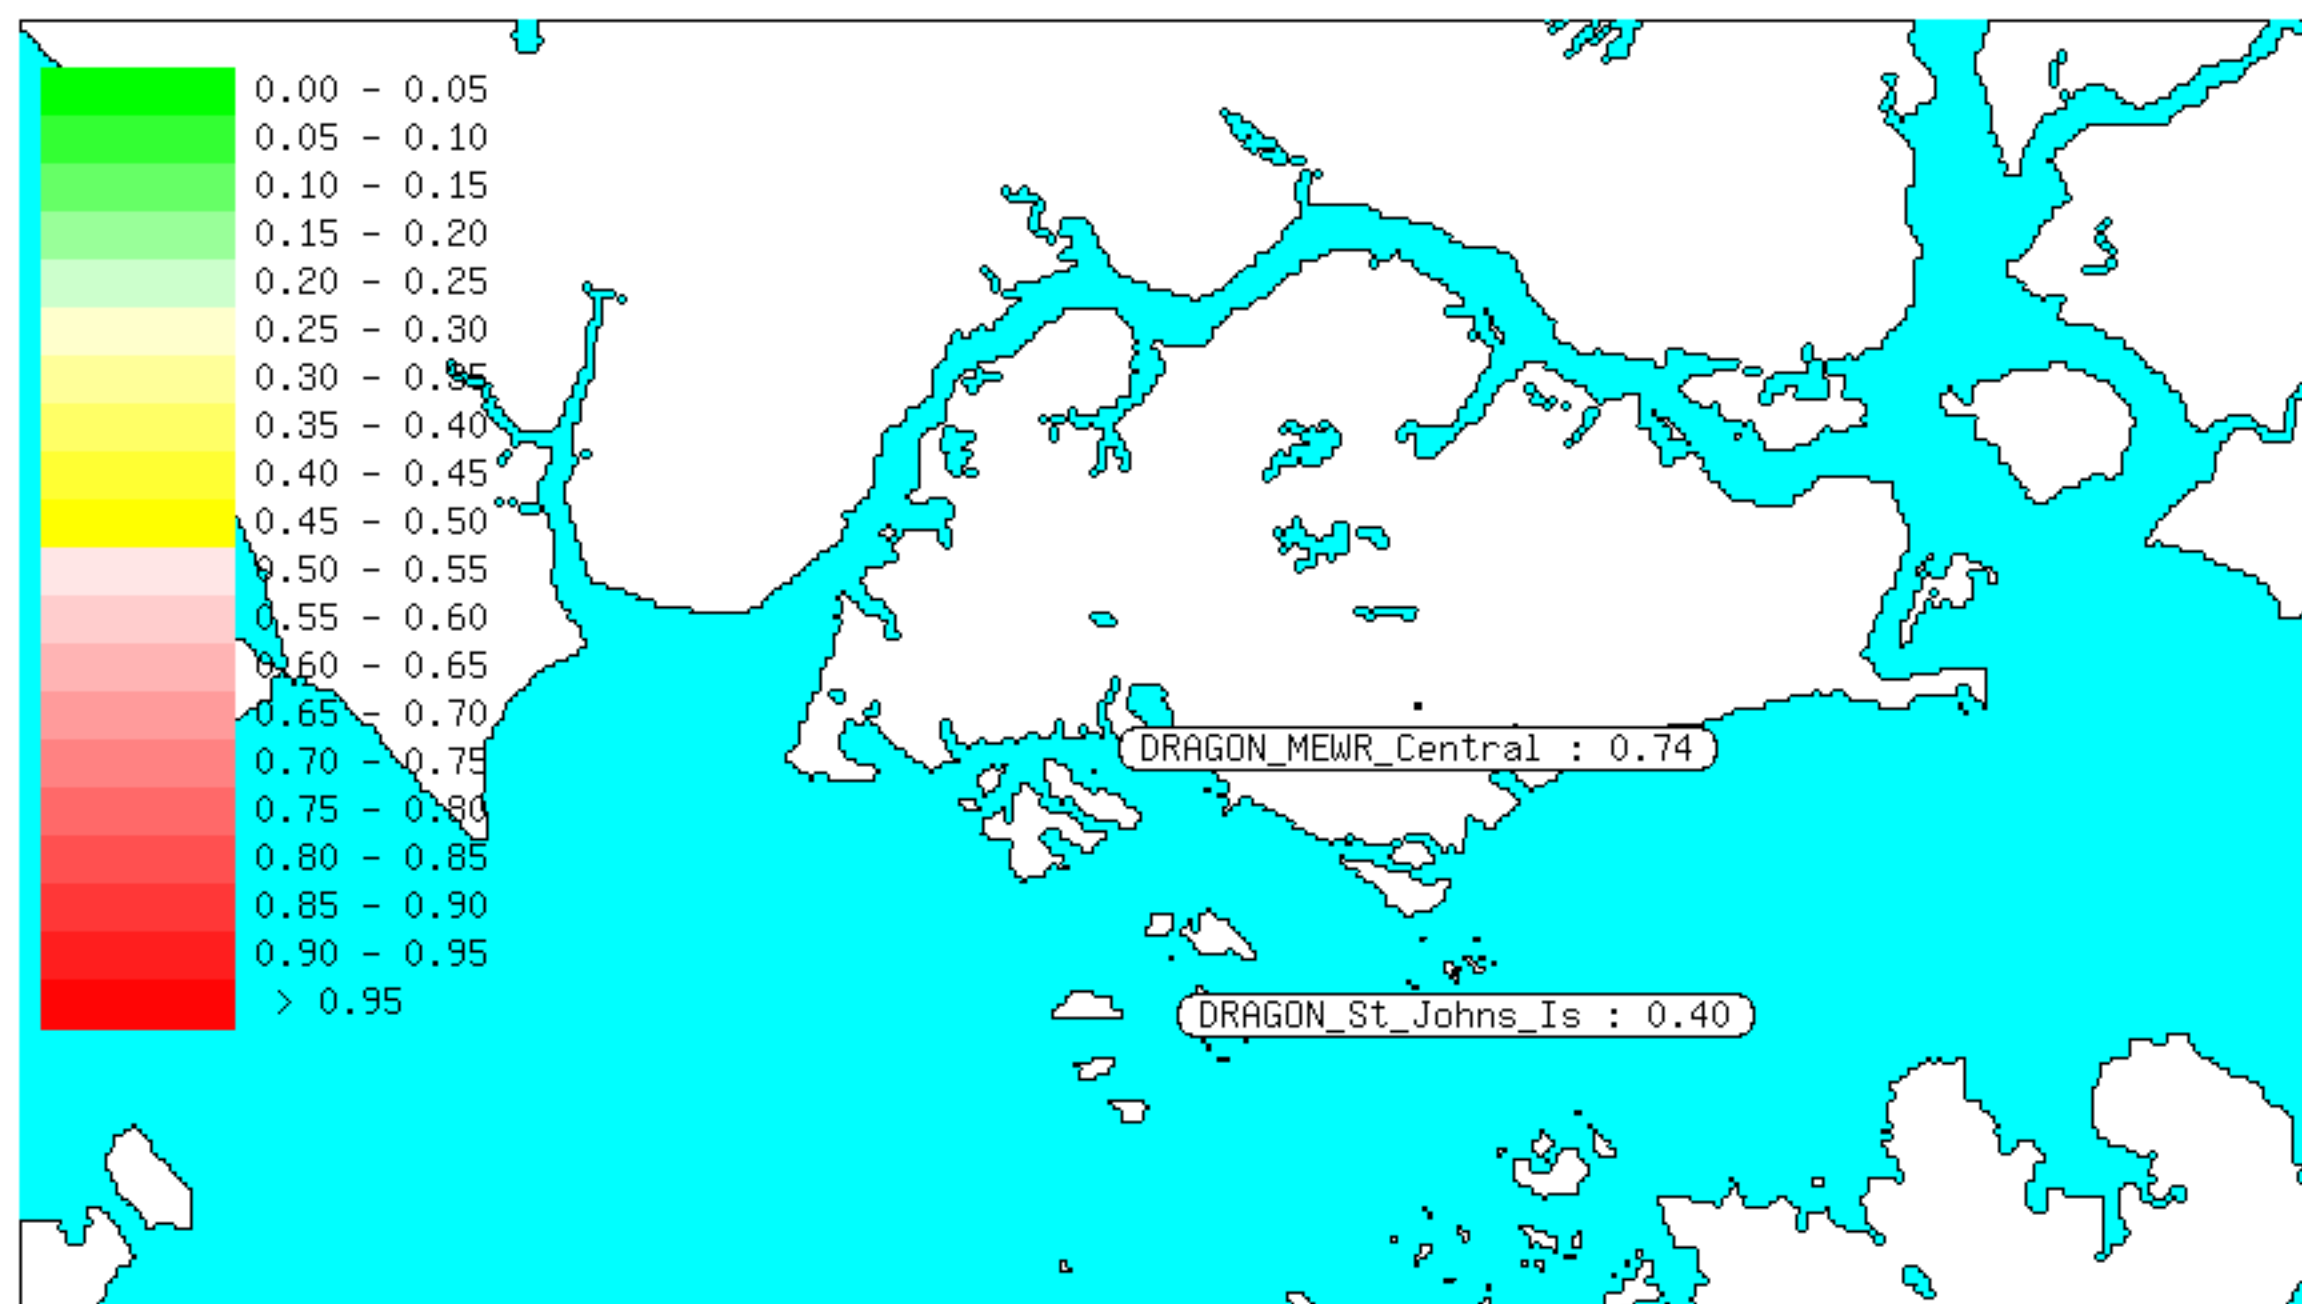 0.00 - 0.05
0.05 - 0.10
0.10 - 0.15
0.15 - 0.20
0.20 - 0.25
0.25 - 0.30
0.30 - 0.35
0.35 - 0.40
0.40 - 0.45
0.45 - 0.50
0.50 - 0.55
0.55 - 0.60
0.60 - 0.65
0.65 - 0.70
0.70 - 0.75
0.75 - 0.80
0.80 - 0.85
0.85 - 0.90
0.90 - 0.95
> 0.95
DRAGON_MEWR_Central : 0.74
DRAGON_St_Johns_Is : 0.40